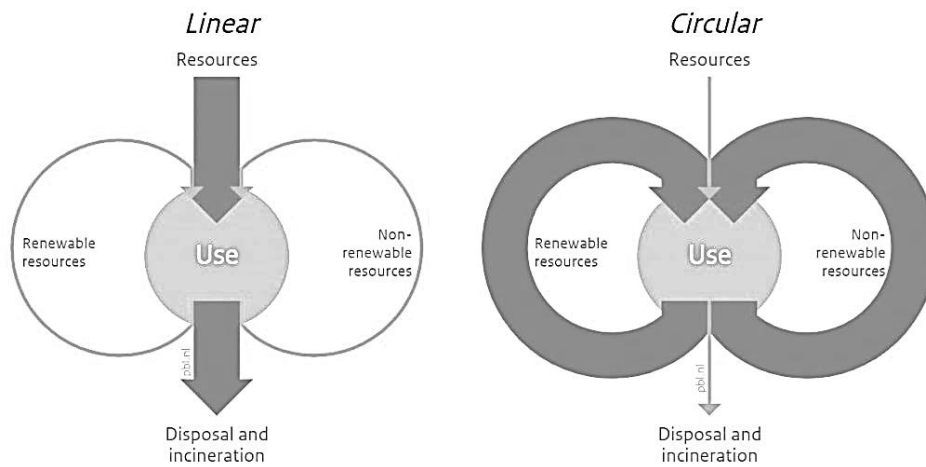 Linear
Resources
Renewable
resources
Use
Non-
renewable
resources
pbl.nl
Disposal and
incineration
Circular
Resources
Renewable
resources
Use
Non-
renewable
resources
pbl.nl
Disposal and
incineration